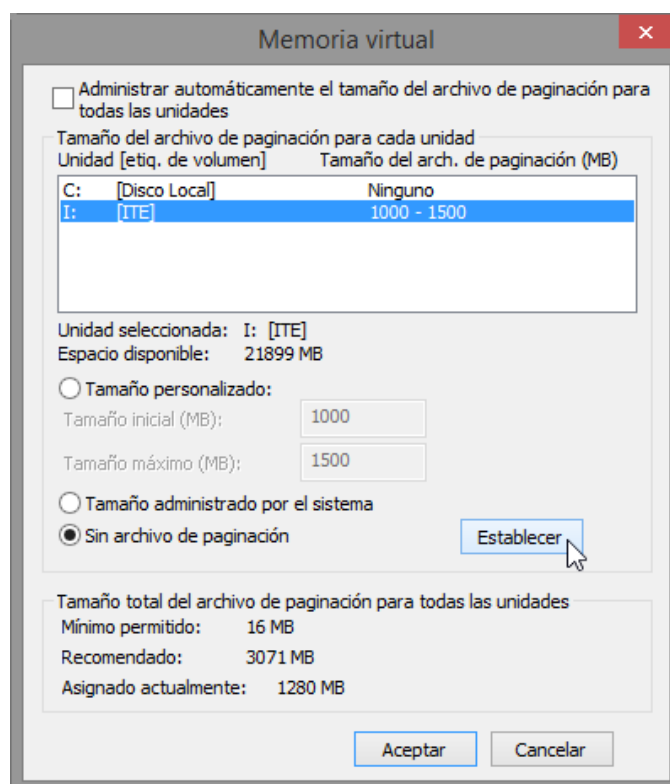 Memoria virtual
Administrar automáticamente el tamaño del archivo de paginación para
todas las unidades
Tamaño del archivo de paginación para cada unidad
Unidad [etiq. de volumen] Tamaño del arch. de paginación (MB)
C: [Disco Local] Ninguno
I: [ITE] 1000 - 1500
Unidad seleccionada: I: [ITE]
Espacio disponible: 21899 MB
Tamaño personalizado:
Tamaño inicial (MB): 1000
Tamaño máximo (MB): 1500
Tamaño administrado por el sistema
Sin archivo de paginación Establecer
Tamaño total del archivo de paginación para todas las unidades
Mínimo permitido: 16 MB
Recomendado: 3071 MB
Asignado actualmente: 1280 MB
Aceptar Cancelar